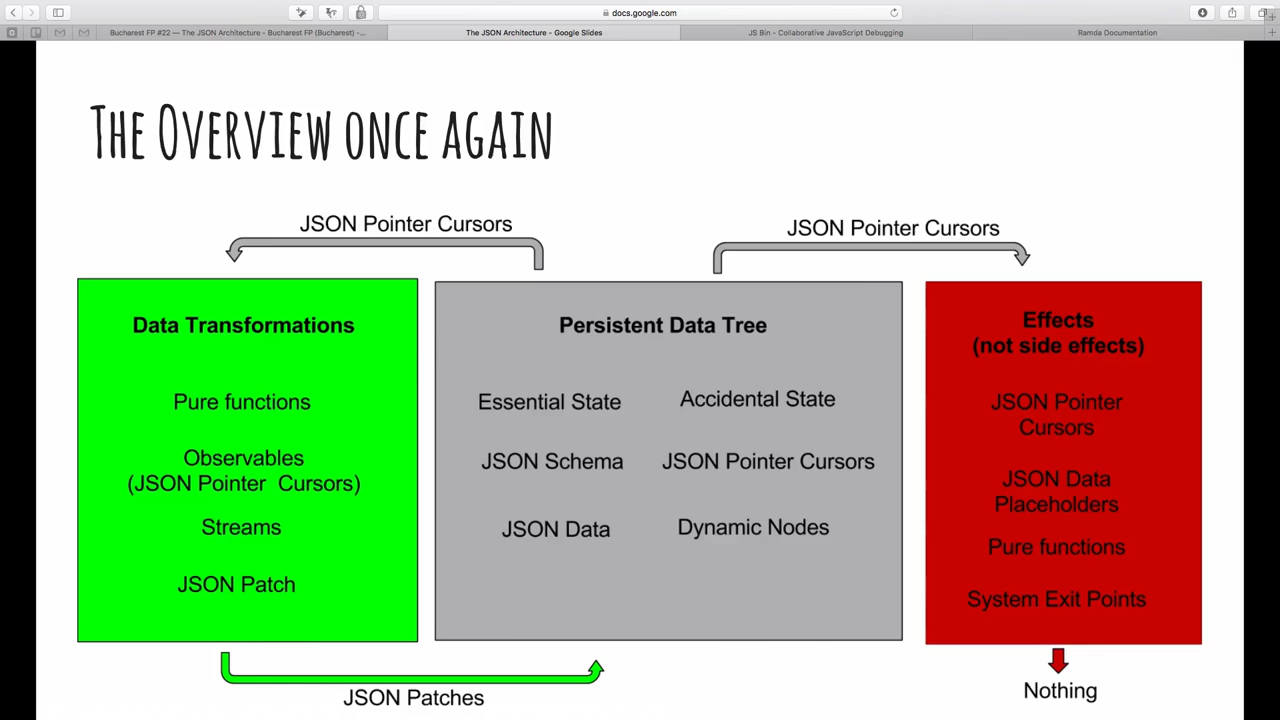 docs.google.com
Bucharest FP #22 — The JSON Architecture - Bucharest FP (Bucharest) -...
The JSON Architecture - Google Slides
JS Bin - Collaborative JavaScript Debugging
Ramda Documentation
The Overview once again
JSON Pointer Cursors
JSON Pointer Cursors
Data Transformations
Pure functions
Observables
(JSON Pointer Cursors)
Streams
JSON Patch
Persistent Data Tree
Essential State
Accidental State
JSON Schema
JSON Pointer Cursors
JSON Data
Dynamic Nodes
Effects
(not side effects)
JSON Pointer
Cursors
JSON Data
Placeholders
Pure functions
System Exit Points
JSON Patches
Nothing